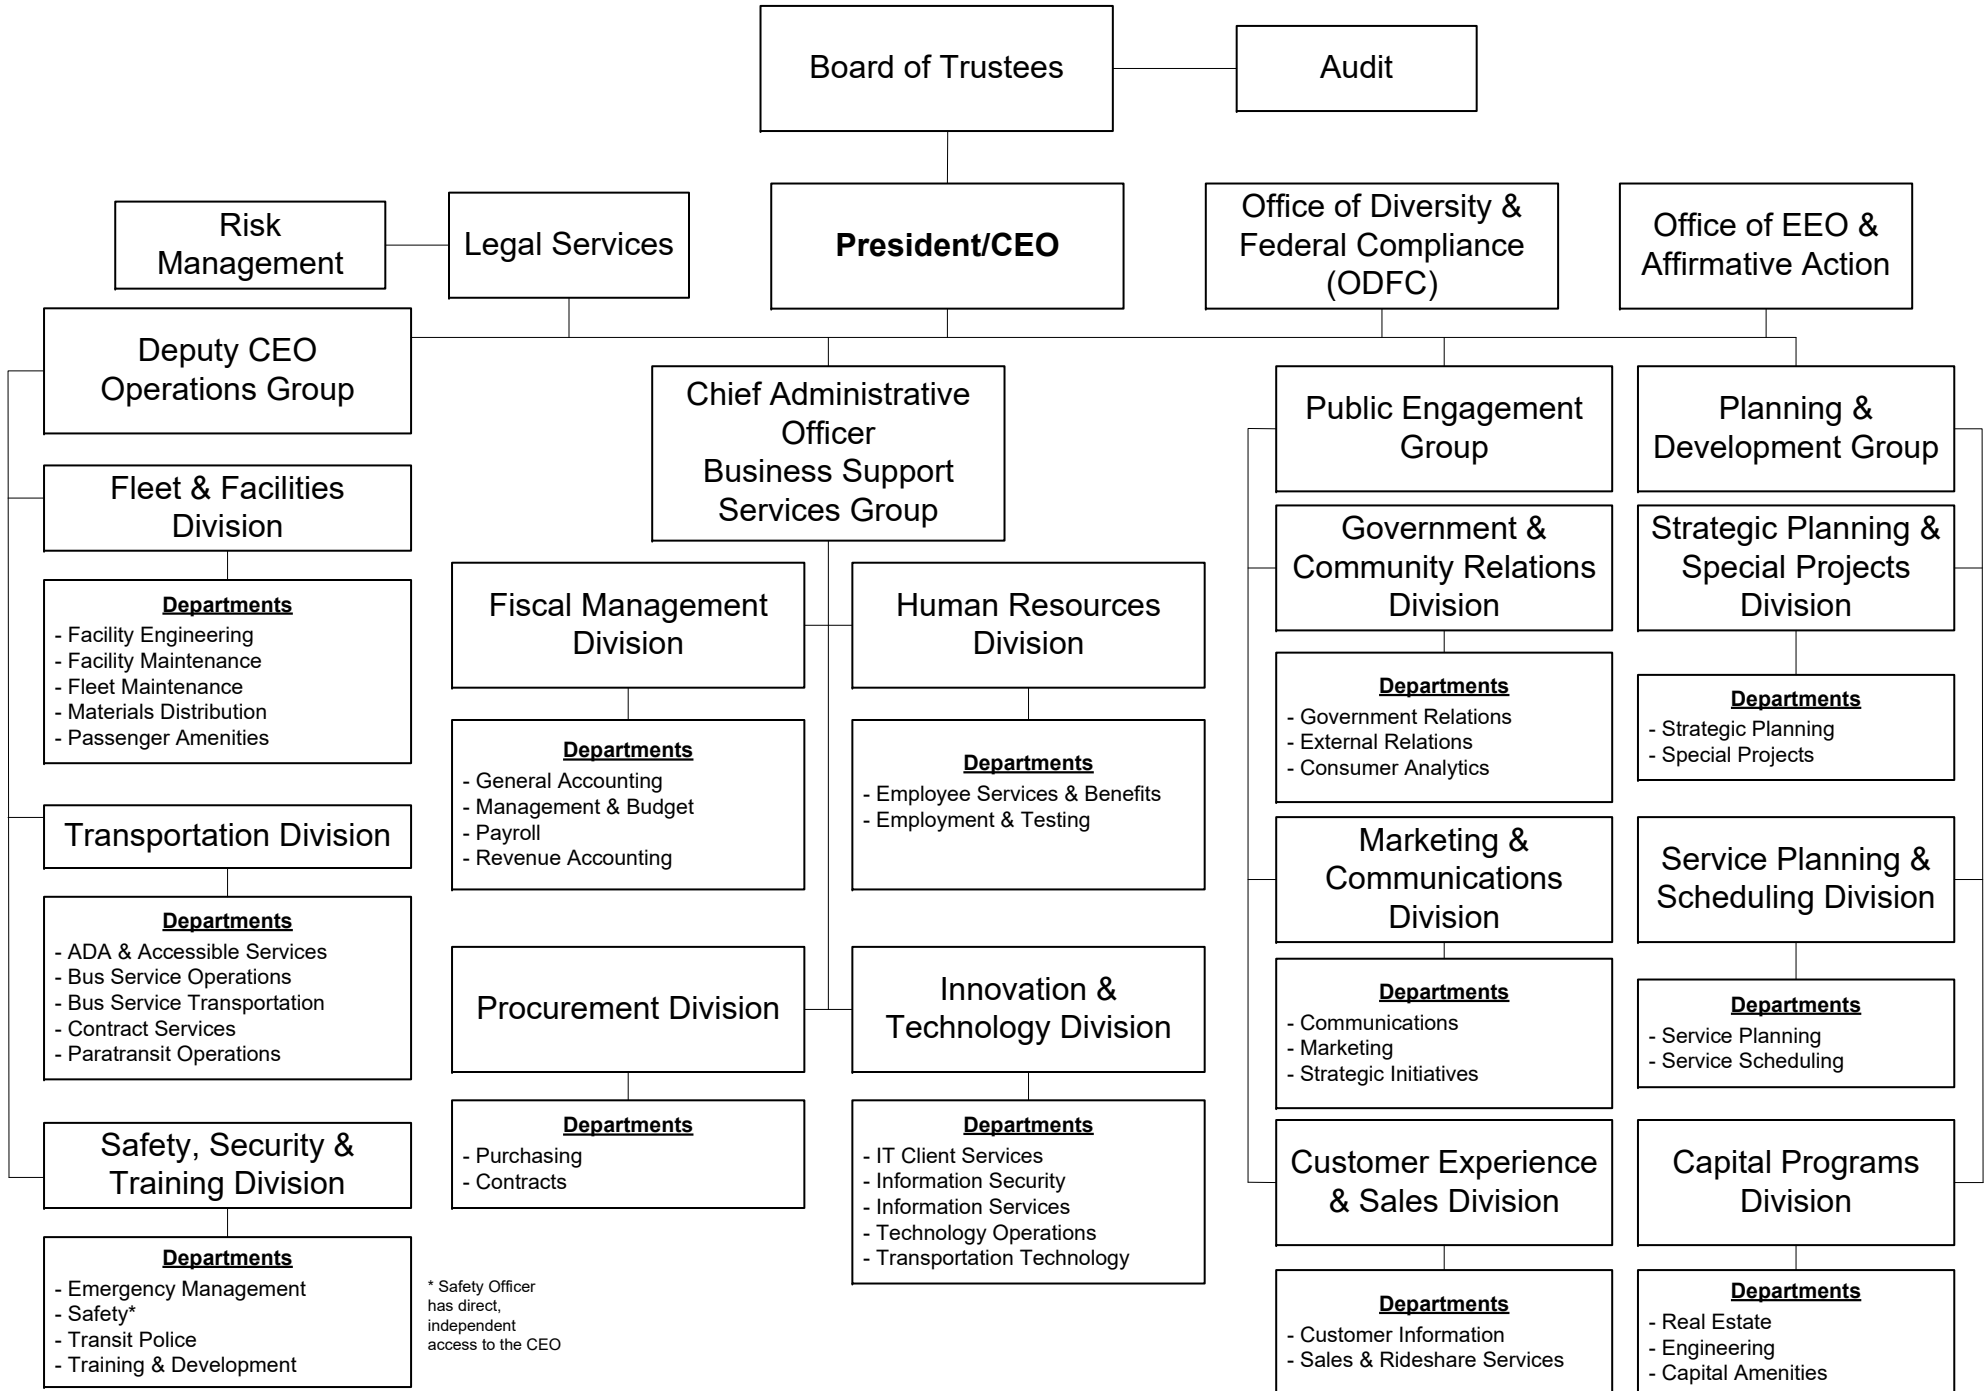 Board of Trustees
Audit
Risk
Management
Legal Services
President/CEO
Office of Diversity &
Federal Compliance
(ODFC)
Office of EEO &
Affirmative Action
Deputy CEO
Operations Group
Chief Administrative
Officer
Business Support
Services Group
Public Engagement
Group
Planning &
Development Group
Fleet & Facilities
Division
Departments
- Facility Engineering
- Facility Maintenance
- Fleet Maintenance
- Materials Distribution
- Passenger Amenities
Transportation Division
Departments
- ADA & Accessible Services
- Bus Service Operations
- Bus Service Transportation
- Contract Services
- Paratransit Operations
Safety, Security &
Training Division
Departments
- Emergency Management
- Safety*
- Transit Police
- Training & Development
* Safety Officer
has direct,
independent
access to the CEO
Fiscal Management
Division
Departments
- General Accounting
- Management & Budget
- Payroll
- Revenue Accounting
Human Resources
Division
Departments
- Employee Services & Benefits
- Employment & Testing
Procurement Division
Departments
- Purchasing
- Contracts
Innovation &
Technology Division
Departments
- IT Client Services
- Information Security
- Information Services
- Technology Operations
- Transportation Technology
Government &
Community Relations
Division
Departments
- Government Relations
- External Relations
- Consumer Analytics
Marketing &
Communications
Division
Departments
- Communications
- Marketing
- Strategic Initiatives
Customer Experience
& Sales Division
Departments
- Customer Information
- Sales & Rideshare Services
Strategic Planning &
Special Projects
Division
Departments
- Strategic Planning
- Special Projects
Service Planning &
Scheduling Division
Departments
- Service Planning
- Service Scheduling
Capital Programs
Division
Departments
- Real Estate
- Engineering
- Capital Amenities